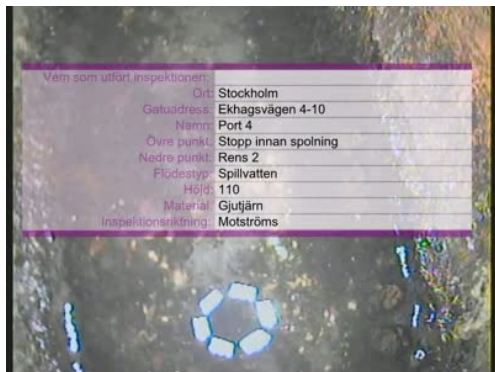 Vem som utfört inspektionen:
Ort: Stockholm
Gatuadress: Ekhagsvägen 4-10
Namn: Port 4
Övre punkt: Stopp innan spolning
Nedre punkt: Rens 2
Flödestyp: Spillvatten
Höjd: 110
Material: Gjutjärn
Inspektionsriktning: Motströms